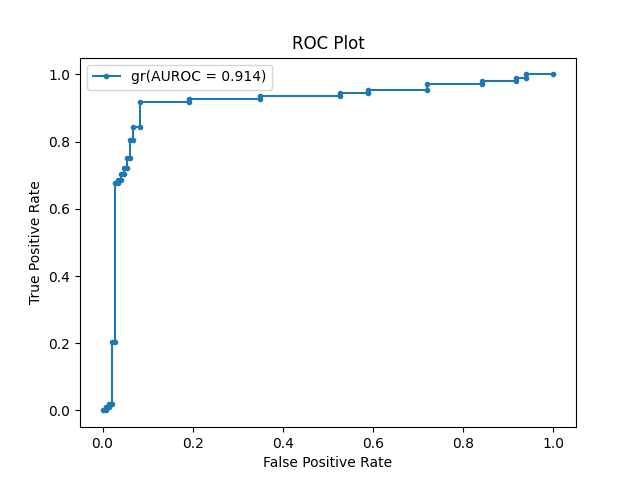 ROC Plot
gr(AUROC = 0.914)
1.0
0.8
0.6
0.4
0.2
0.0
True Positive Rate
0.0 0.2 0.4 0.6 0.8 1.0
False Positive Rate